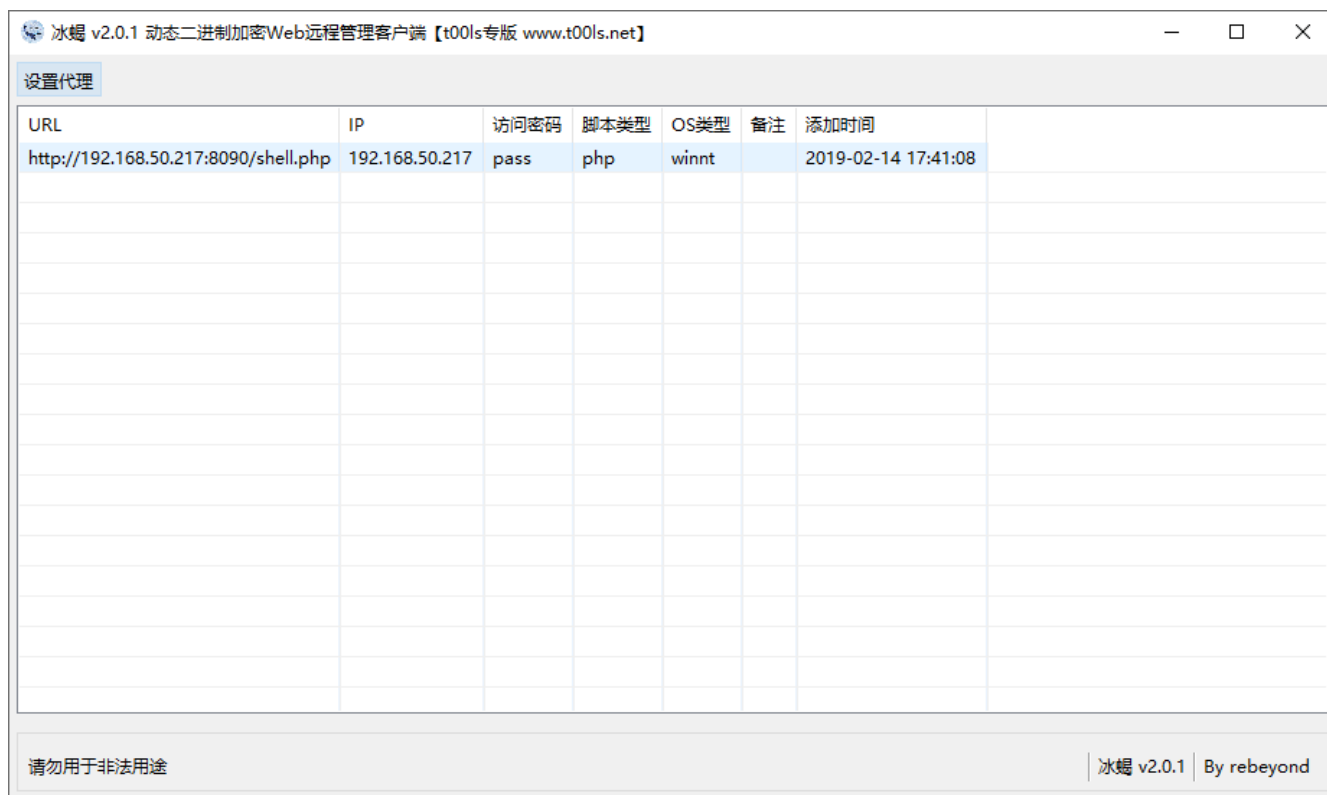 冰蝎 v2.0.1 动态二进制加密Web远程管理客户端【t00ls专版 www.t00ls.net】
设置代理
URL IP 访问密码 脚本类型 OS类型 备注 添加时间
http://192.168.50.217:8090/shell.php 192.168.50.217 pass php winnt 2019-02-14 17:41:08
请勿用于非法用途 冰蝎 v2.0.1 By rebeyond